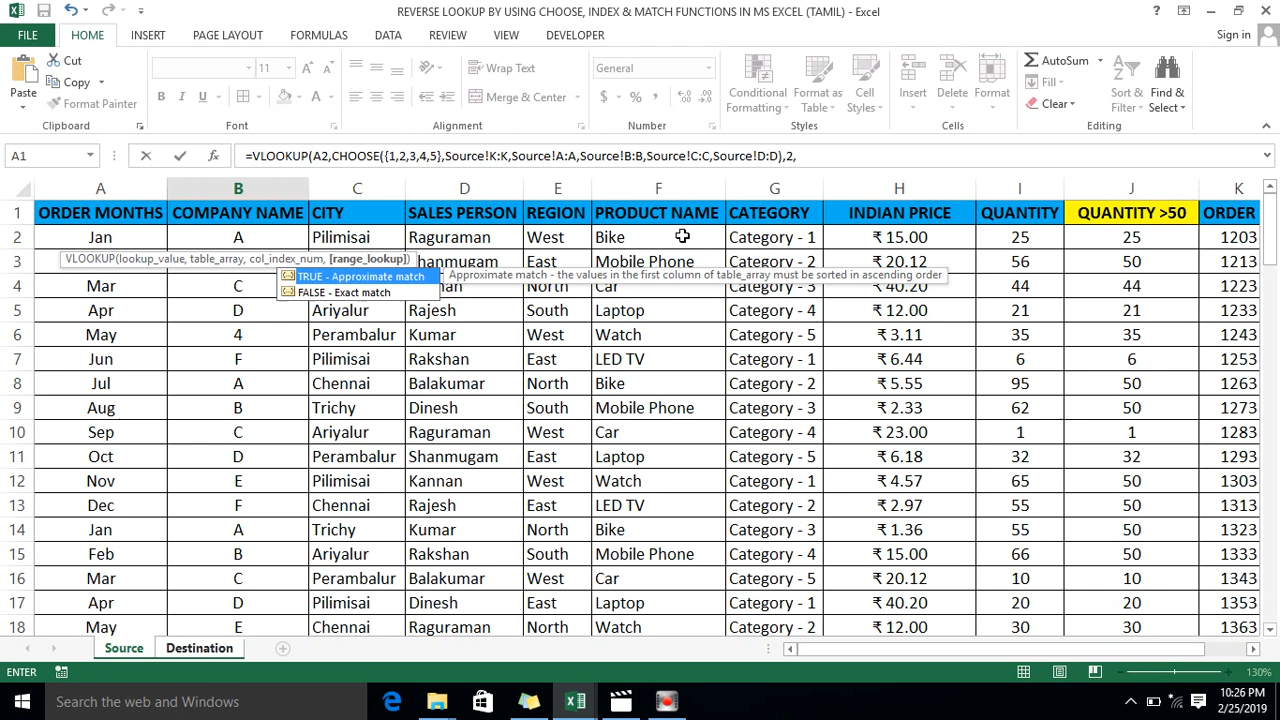 REVERSE LOOKUP BY USING CHOOSE, INDEX & MATCH FUNCTIONS IN MS EXCEL (TAMIL) - Excel
FILE HOME INSERT PAGE LAYOUT FORMULAS DATA REVIEW VIEW DEVELOPER Sign in
Paste Cut Copy Format Painter
11 A A B I U A
Wrap Text Merge & Center
General $ %
Conditional Formatting Format as Table Cell Styles
Insert Delete Format
AutoSum Fill Clear Sort & Filter Find & Select
Clipboard Font Alignment Number Styles Cells Editing
A1 fx =VLOOKUP(A2,CHOOSE({1,2,3,4,5},Source!K:K,Source!A:A,Source!B:B,Source!C:C,Source!D:D),2,
A B C D E F G H I J K
1 ORDER MONTHS COMPANY NAME CITY SALES PERSON REGION PRODUCT NAME CATEGORY INDIAN PRICE QUANTITY QUANTITY >50 ORDER
2 Jan A Pilimisai Raguraman West Bike Category - 1 ₹ 15.00 25 25 1203
VLOOKUP(lookup_value, table_array, col_index_num, [range_lookup])
3 Shanmugam East Mobile Phone ₹ 20.12 56 50 1213
TRUE - Approximate match Approximate match - the values in the first column of table_array must be sorted in ascending order
4 Mar C North Car ₹ 40.20 44 44 1223
FALSE - Exact match
5 Apr D Ariyalur Rajesh South Laptop Category - 4 ₹ 12.00 21 21 1233
6 May 4 Perambalur Kumar West Watch Category - 5 ₹ 3.11 35 35 1243
7 Jun F Pilimisai Rakshan East LED TV Category - 1 ₹ 6.44 6 6 1253
8 Jul A Chennai Balakumar North Bike Category - 2 ₹ 5.55 95 50 1263
9 Aug B Trichy Dinesh South Mobile Phone Category - 3 ₹ 2.33 62 50 1273
10 Sep C Ariyalur Raguraman West Car Category - 4 ₹ 23.00 1 1 1283
11 Oct D Perambalur Shanmugam East Laptop Category - 5 ₹ 6.18 32 32 1293
12 Nov E Pilimisai Kannan West Watch Category - 1 ₹ 4.57 65 50 1303
13 Dec F Chennai Rajesh East LED TV Category - 2 ₹ 2.97 55 50 1313
14 Jan A Trichy Kumar North Bike Category - 3 ₹ 1.36 55 50 1323
15 Feb B Ariyalur Rakshan South Mobile Phone Category - 4 ₹ 15.00 66 50 1333
16 Mar C Perambalur Balakumar West Car Category - 5 ₹ 20.12 10 10 1343
17 Apr D Pilimisai Dinesh East Laptop Category - 1 ₹ 40.20 20 20 1353
18 May E Chennai Raguraman West Watch Category - 2 ₹ 12.00 30 30 1363
Source Destination
ENTER 130%
Search the web and Windows
10:26 PM
2/25/2019